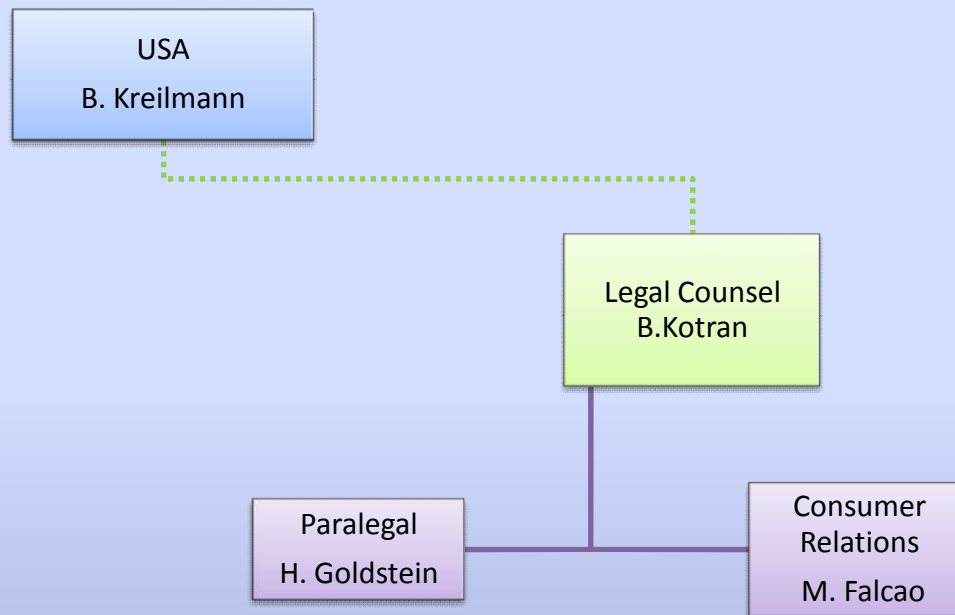 USA
B. Kreilmann
Legal Counsel
B.Kotran
Paralegal
H. Goldstein
Consumer
Relations
M. Falcao